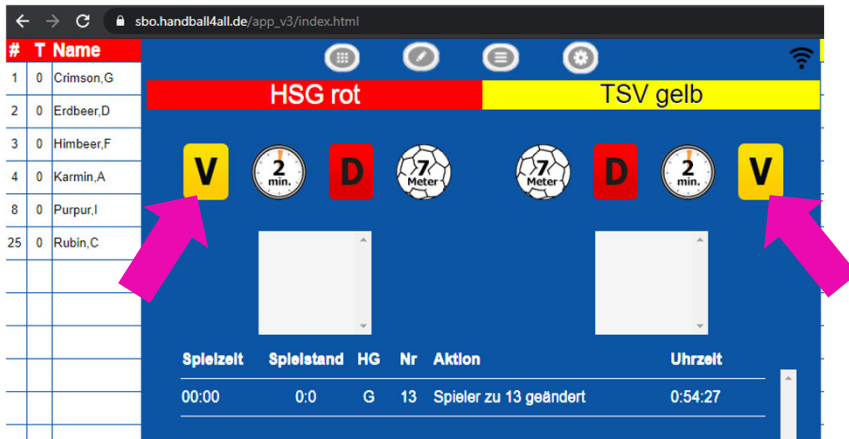 sbo.handball4all.de/app_v3/index.html
# T Name
1 0 Crimson,G
2 0 Erdbeer,D
3 0 Himbeer,F
4 0 Karmin,A
8 0 Purpur,I
25 0 Rubin,C
HSG rot TSV gelb
V 2 min. D 7 Meter 7 Meter D 2 min. V
Spielzeit Spielstand HG Nr Aktion Uhrzeit
00:00 0:0 G 13 Spieler zu 13 geändert 0:54:27